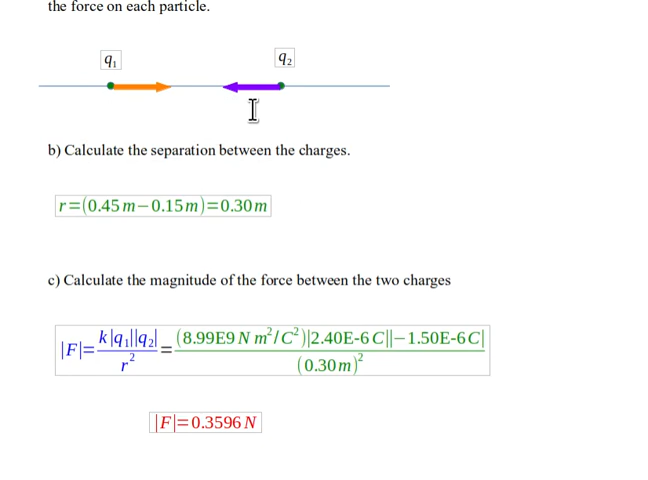 the force on each particle.
q₁ q₂
b) Calculate the separation between the charges.
r=(0.45 m−0.15 m)=0.30 m
c) Calculate the magnitude of the force between the two charges
|F|= k|q₁||q₂| / r² = (8.99E9 N m²/C²)|2.40E-6 C||−1.50E-6 C| / (0.30 m)²
|F|=0.3596 N